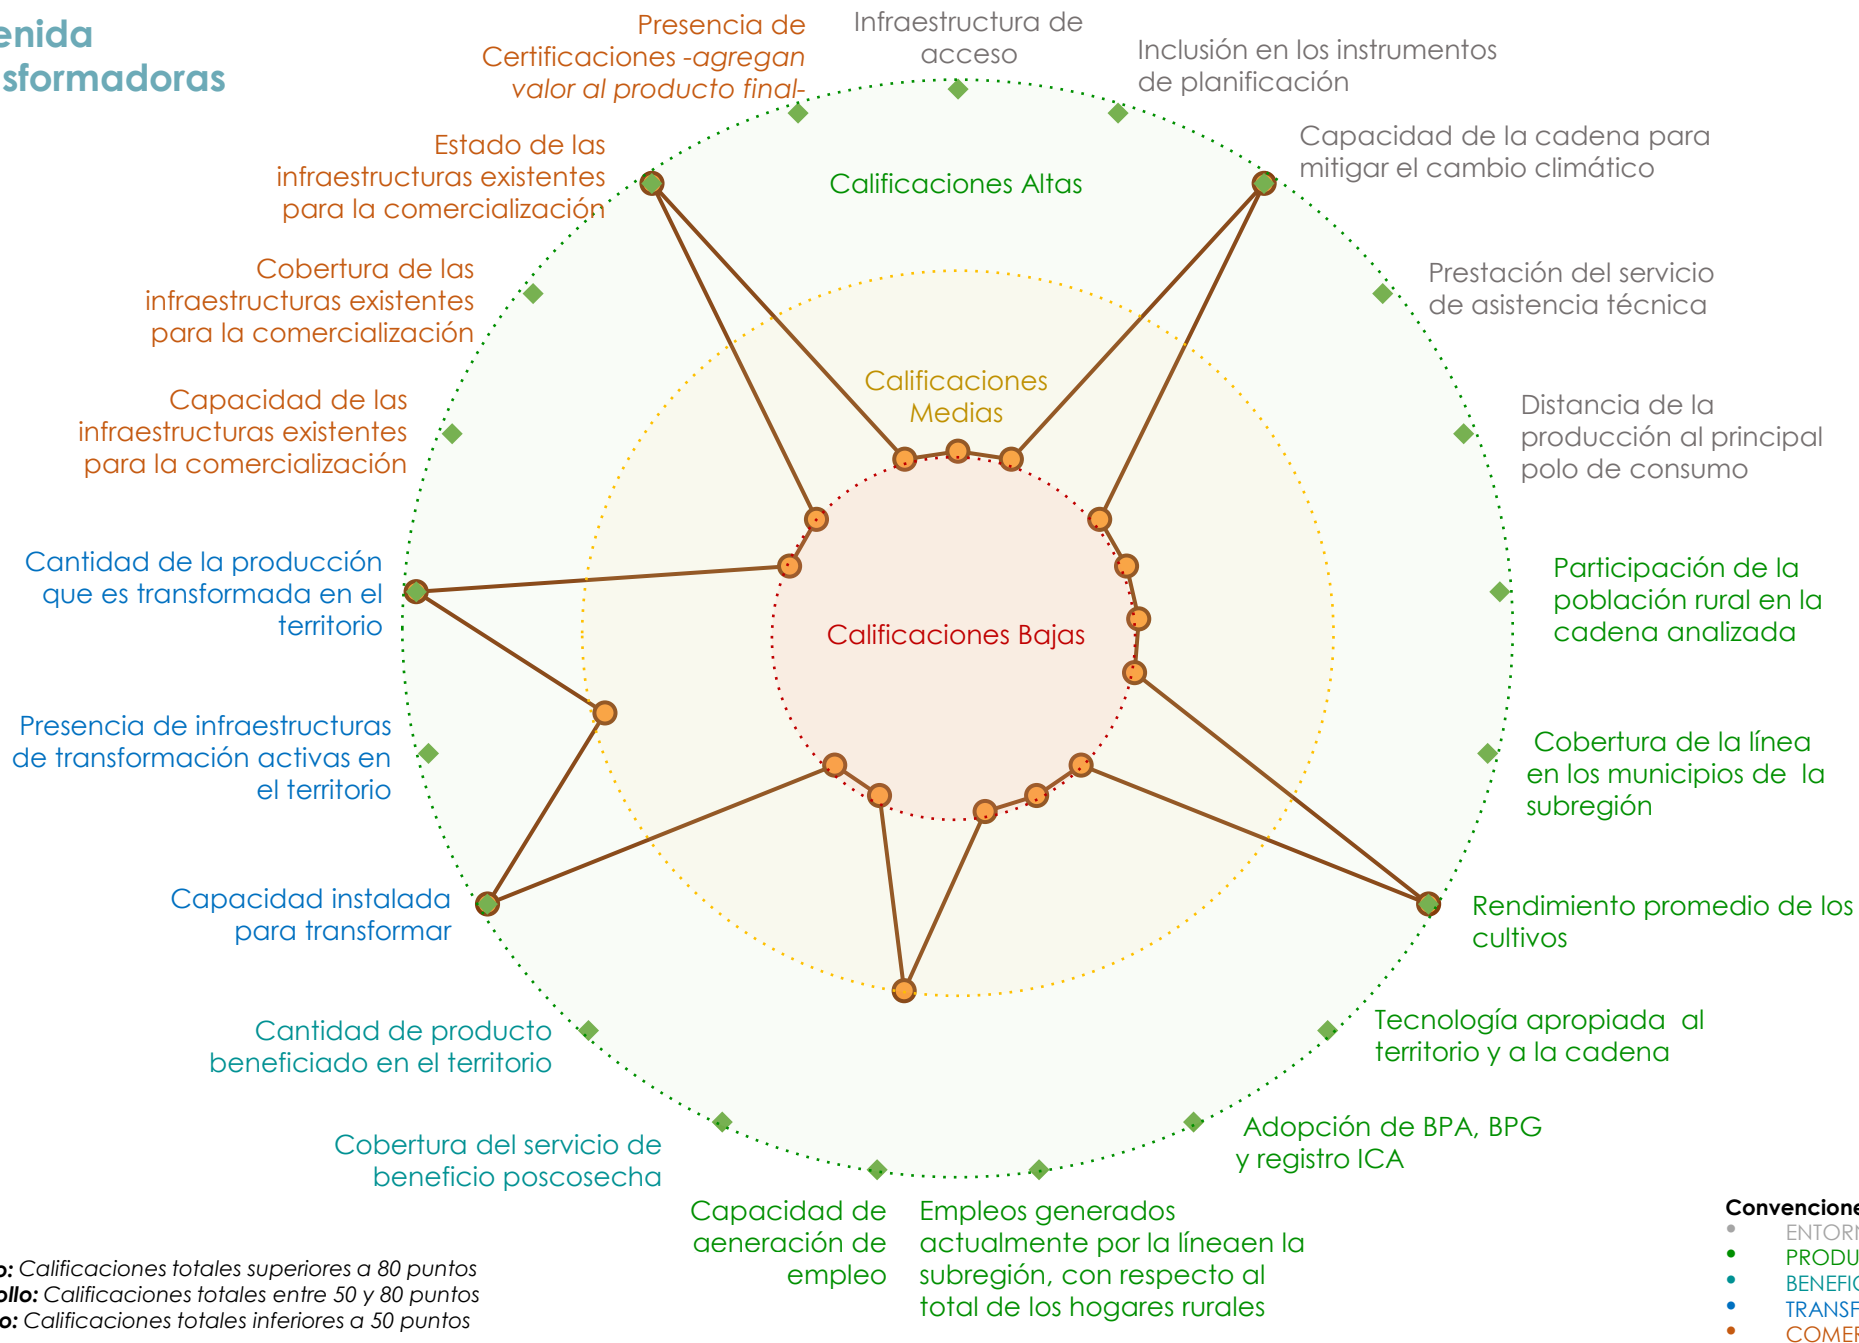 Presencia de
Certificaciones -agregan
valor al producto final-
Infraestructura de
acceso
Inclusión en los instrumentos
de planificación
Capacidad de la cadena para
mitigar el cambio climático
Estado de las
infraestructuras existentes
para la comercialización
Calificaciones Altas
Cobertura de las
infraestructuras existentes
para la comercialización
Prestación del servicio
de asistencia técnica
Calificaciones
Medias
Capacidad de las
infraestructuras existentes
para la comercialización
Distancia de la
producción al principal
polo de consumo
Cantidad de la producción
que es transformada en el
territorio
Participación de la
población rural en la
cadena analizada
Calificaciones Bajas
Presencia de infraestructuras
de transformación activas en
el territorio
Cobertura de la línea
en los municipios de la
subregión
Capacidad instalada
para transformar
Rendimiento promedio de los
cultivos
Cantidad de producto
beneficiado en el territorio
Tecnología apropiada al
territorio y a la cadena
Cobertura del servicio de
beneficio poscosecha
Adopción de BPA, BPG
y registro ICA
Capacidad de
aeneración de
empleo
Empleos generados
actualmente por la líneaen la
subregión, con respecto al
total de los hogares rurales
Calificaciones totales superiores a 80 puntos
Calificaciones totales entre 50 y 80 puntos
Calificaciones totales inferiores a 50 puntos